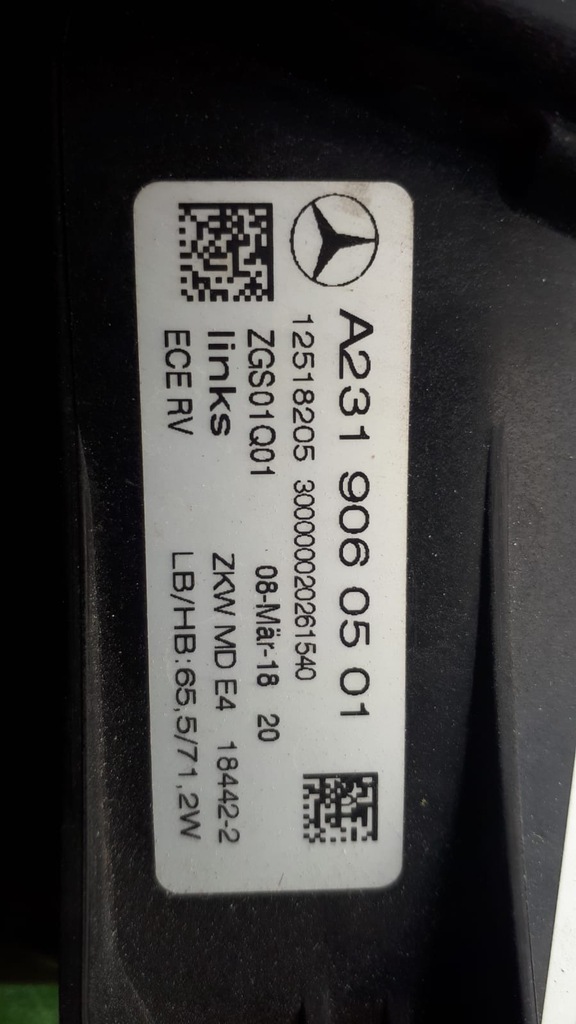 A231 906 05 01
12518205 30000020261540
ZGS01Q01 08-Mär-18 20
links ZKW MD E4 18442-2
ECE RV LB/HB:65,5/71,2W